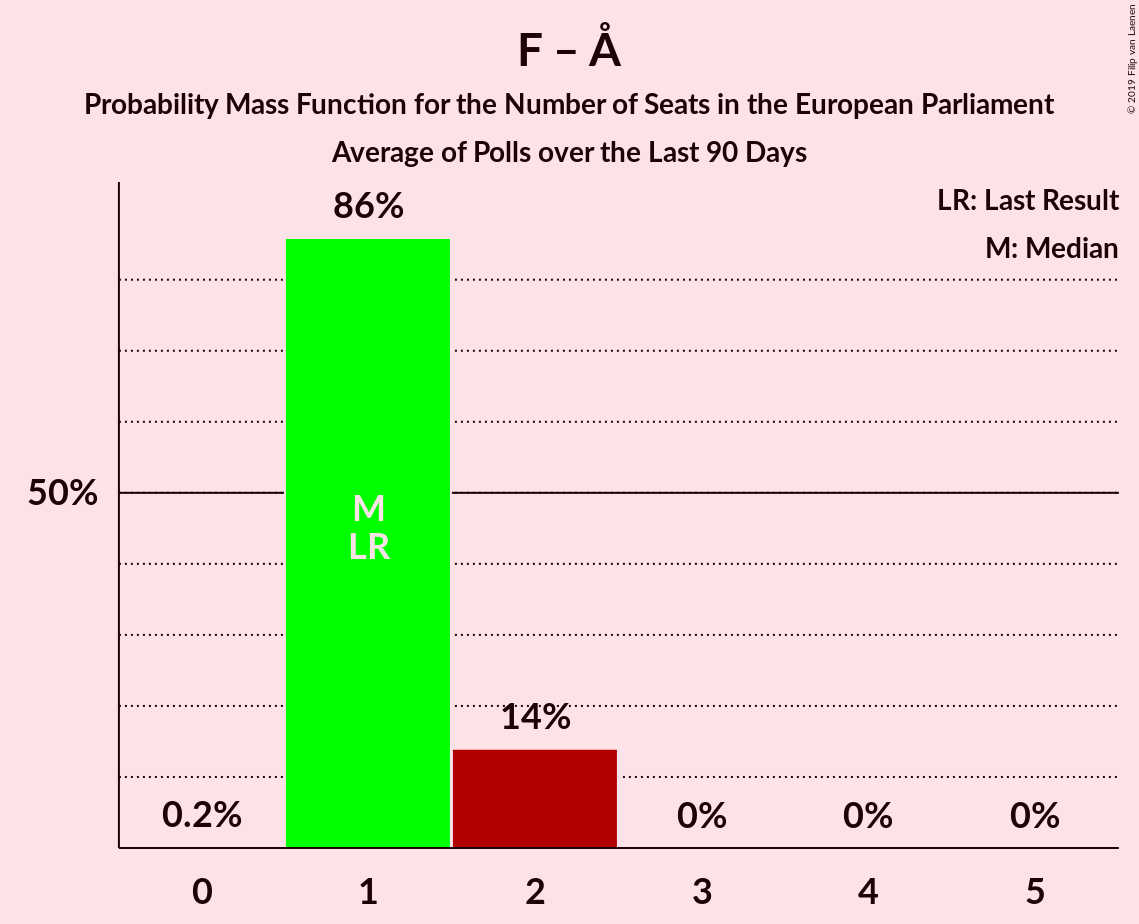 F – Å
Probability Mass Function for the Number of Seats in the European Parliament
Average of Polls over the Last 90 Days
© 2019 Filip van Laenen
LR: Last Result
M: Median
86%
50%
M
LR
14%
0.2%
0%
0%
0%
0
1
2
3
4
5